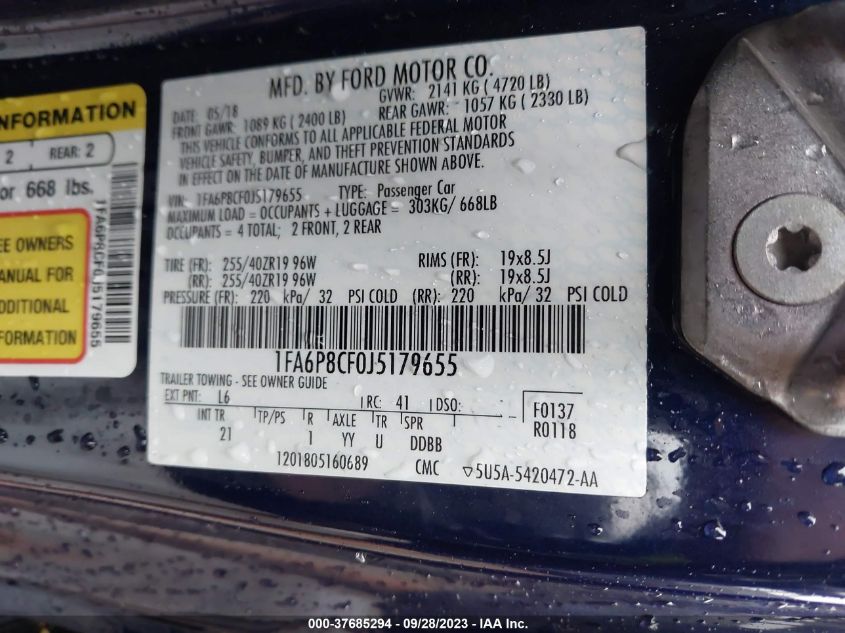 MFD. BY FORD MOTOR CO.
DATE: 05/18
GVWR: 2141 KG ( 4720 LB)
FRONT GAWR: 1089 KG ( 2400 LB)
REAR GAWR: 1057 KG ( 2330 LB)
THIS VEHICLE CONFORMS TO ALL APPLICABLE FEDERAL MOTOR
VEHICLE SAFETY, BUMPER, AND THEFT PREVENTION STANDARDS
IN EFFECT ON THE DATE OF MANUFACTURE SHOWN ABOVE.
VIN: 1FA6P8CF0J5179655 TYPE: Passenger Car
MAXIMUM LOAD = OCCUPANTS + LUGGAGE = 303KG/ 668LB
OCCUPANTS = 4 TOTAL; 2 FRONT, 2 REAR
TIRE (FR): 255/40ZR19 96W RIMS (FR): 19x8.5J
(RR) 255/40ZR19 96W (RR): 19x8.5J
PRESSURE (FR): 220 kPa/ 32 PSI COLD (RR): 220 kPa/ 32 PSI COLD
1FA6P8CF0J5179655
TRAILER TOWING - SEE OWNER GUIDE
EXT PNT: L6 RC: 41 DSO:
INT TR TP/PS R AXLE TR SPR
21 1 YY U DDBB
F0137
R0118
1201805160689 CMC 5U5A-5420472-AA
INFORMATION
2 REAR: 2
or 668 lbs.
SEE OWNERS
MANUAL FOR
ADDITIONAL
INFORMATION
1FA6P8CF0J5179655
000-37685294 - 09/28/2023 - © IAA Inc.